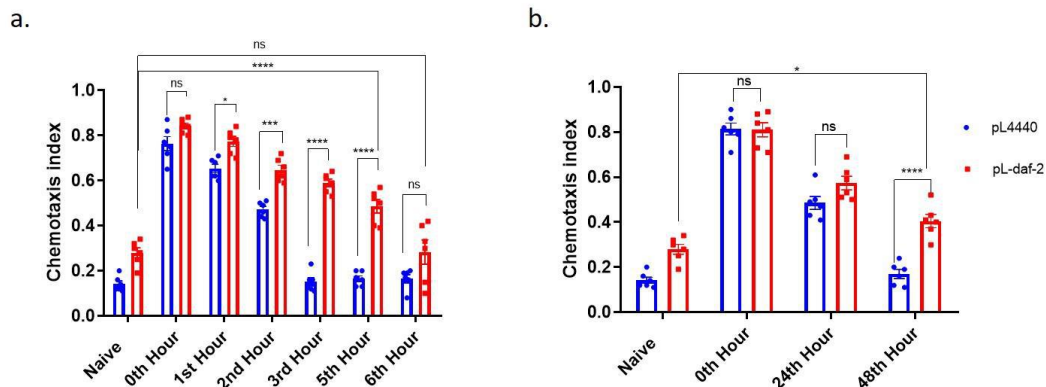 a.
ns
****
ns
*
***
****
****
ns
Chemotaxis index
1.0
0.8
0.6
0.4
0.2
0.0
Naive
0th Hour
1st Hour
2nd Hour
3rd Hour
5th Hour
6th Hour
b.
*
ns
ns
****
Chemotaxis index
1.0
0.8
0.6
0.4
0.2
0.0
Naive
0th Hour
24th Hour
48th Hour
pL4440
pL-daf-2